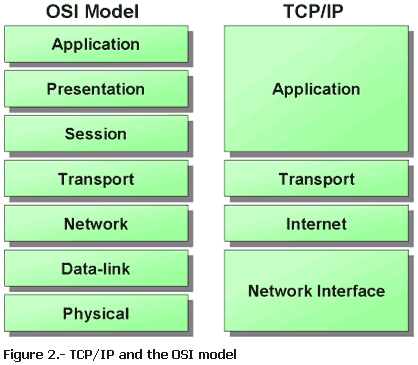 OSI Model
TCP/IP
Application
Presentation
Session
Transport
Network
Data-link
Physical
Application
Transport
Internet
Network Interface
Figure 2.- TCP/IP and the OSI model